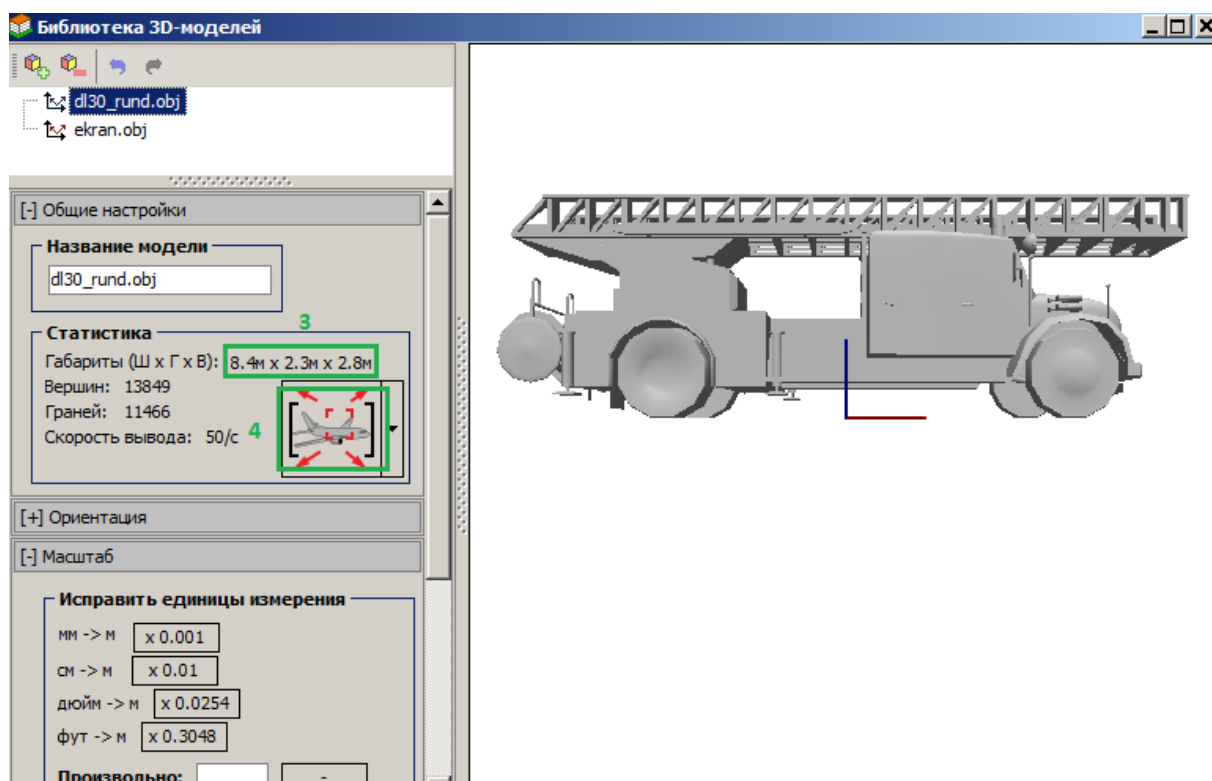 Библиотека 3D-моделей
dl30_rund.obj
ekran.obj
[-] Общие настройки
Название модели
dl30_rund.obj
Статистика
3
Габариты (Ш x Г x В): 8.4м x 2.3м x 2.8м
Вершин: 13849
Граней: 11466
Скорость вывода: 50/с 4
[+] Ориентация
[-] Масштаб
Исправить единицы измерения
мм -> м x 0.001
см -> м x 0.01
дюйм -> м x 0.0254
фут -> м x 0.3048
Произвольно: -